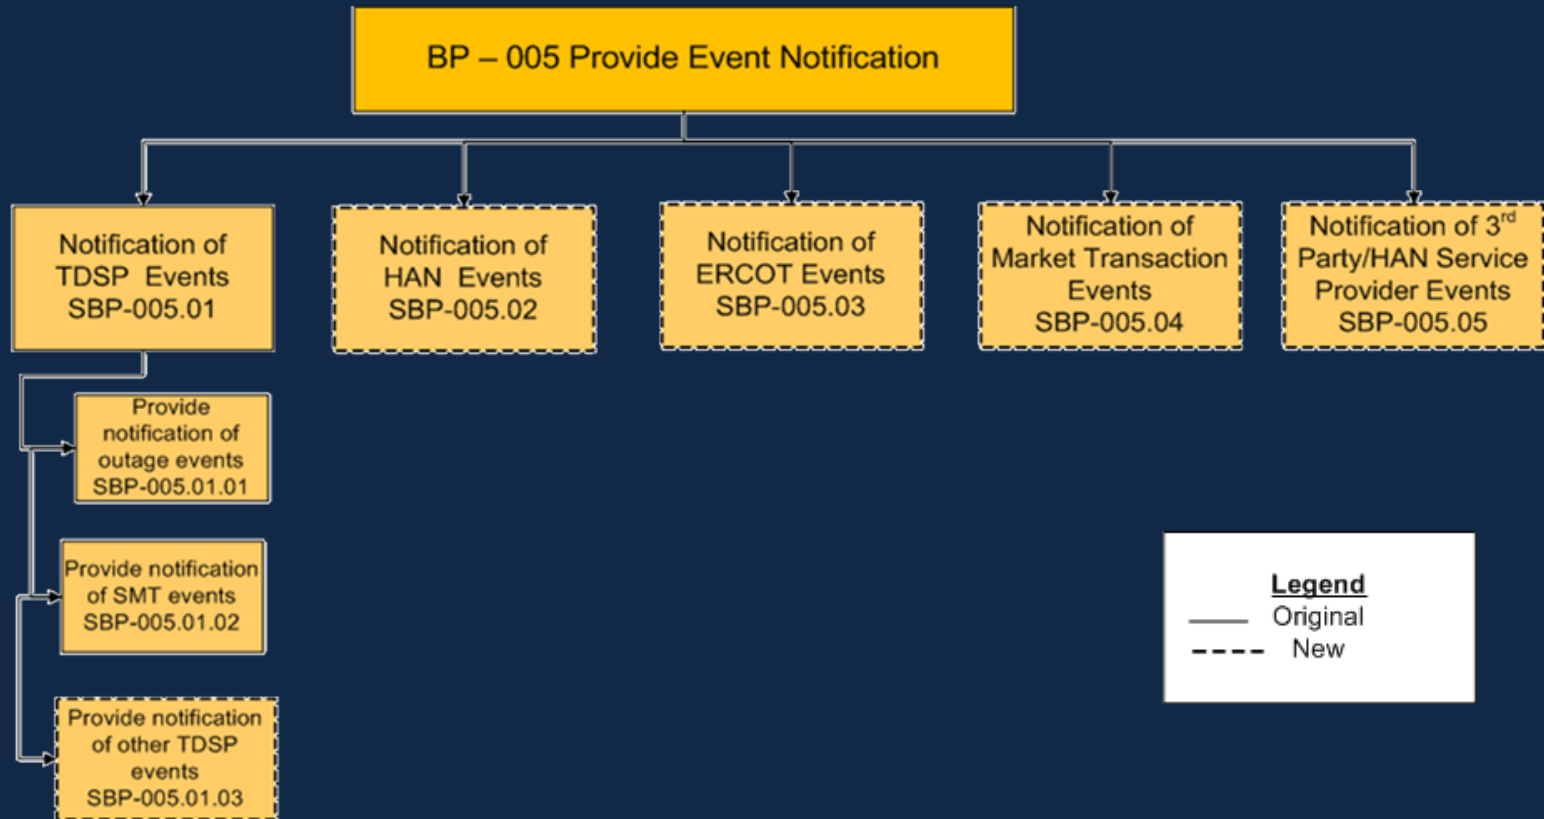 BP – 005 Provide Event Notification
Notification of
TDSP Events
SBP-005.01
Notification of
HAN Events
SBP-005.02
Notification of
ERCOT Events
SBP-005.03
Notification of
Market Transaction
Events
SBP-005.04
Notification of 3rd
Party/HAN Service
Provider Events
SBP-005.05
Provide
notification of
outage events
SBP-005.01.01
Provide notification
of SMT events
SBP-005.01.02
Provide notification
of other TDSP
events
SBP-005.01.03
Legend
Original
New